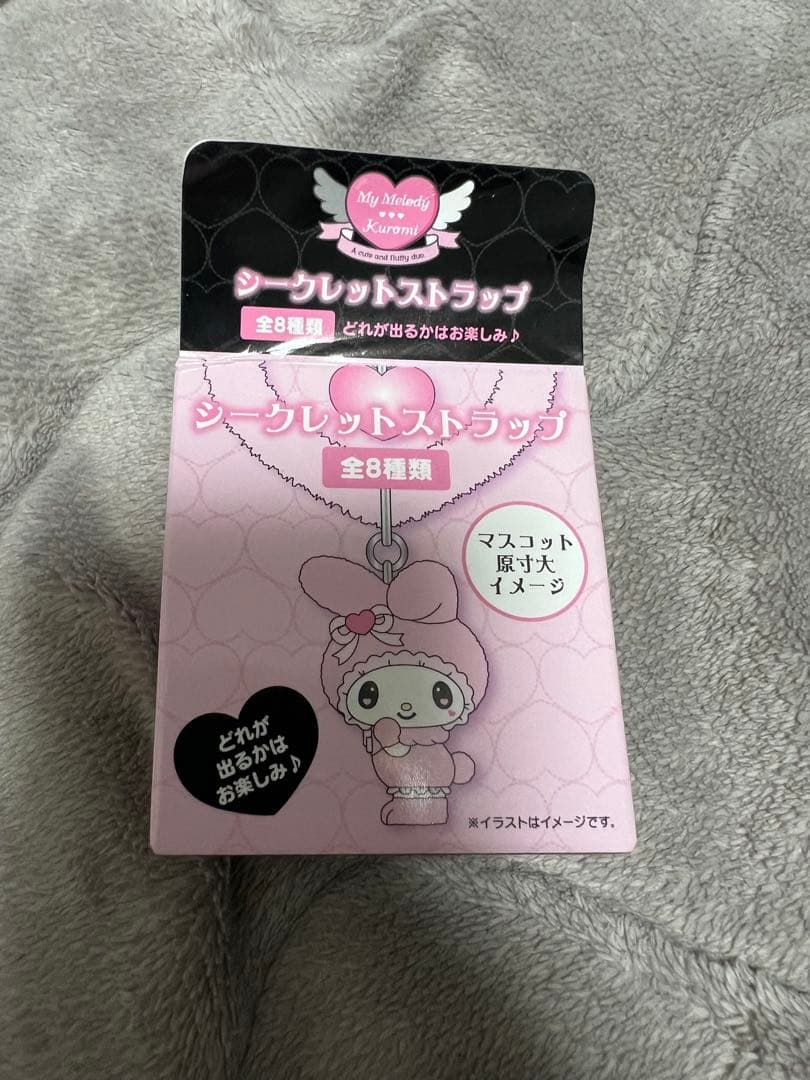 My Melody
Kuromi
A cute and fluffy duo.
シークレットストラップ
全8種類 どれが出るかはお楽しみ♪
シークレットストラップ
全8種類
マスコット
原寸大
イメージ
どれが
出るかは
お楽しみ♪
※イラストはイメージです。